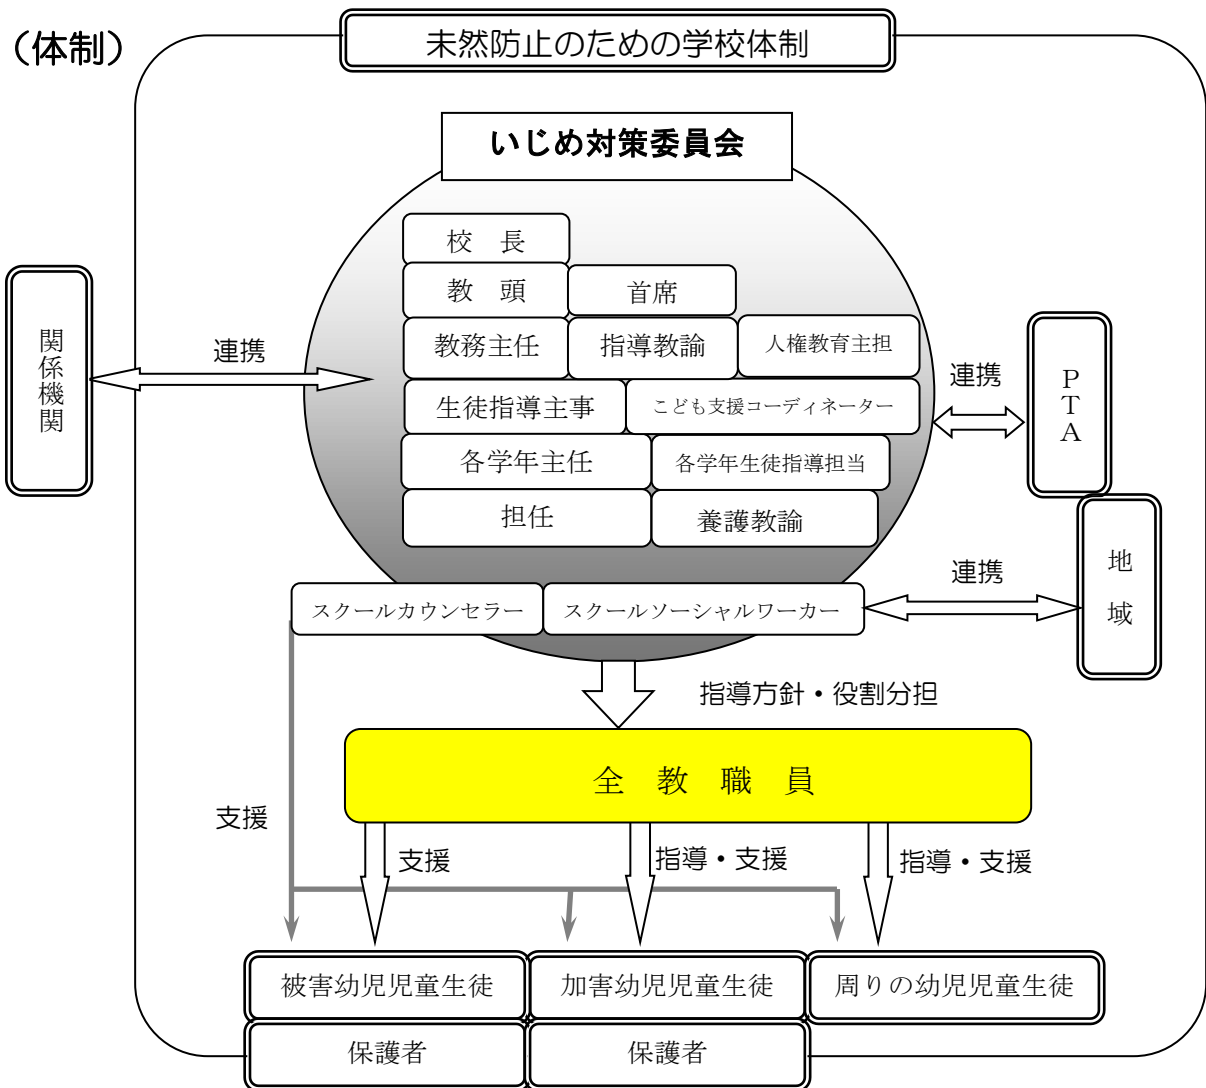 （体制）
未然防止のための学校体制
いじめ対策委員会
校　長
教　頭
首席
教務主任
指導教諭
人権教育主担
生徒指導主事
こども支援コーディネーター
各学年主任
各学年生徒指導担当
担任
養護教諭
スクールカウンセラー
スクールソーシャルワーカー
関係機関
連携
連携
PTA
連携
地域
指導方針・役割分担
全　教　職　員
支援
支援
指導・支援
指導・支援
被害幼児児童生徒
加害幼児児童生徒
周りの幼児児童生徒
保護者
保護者